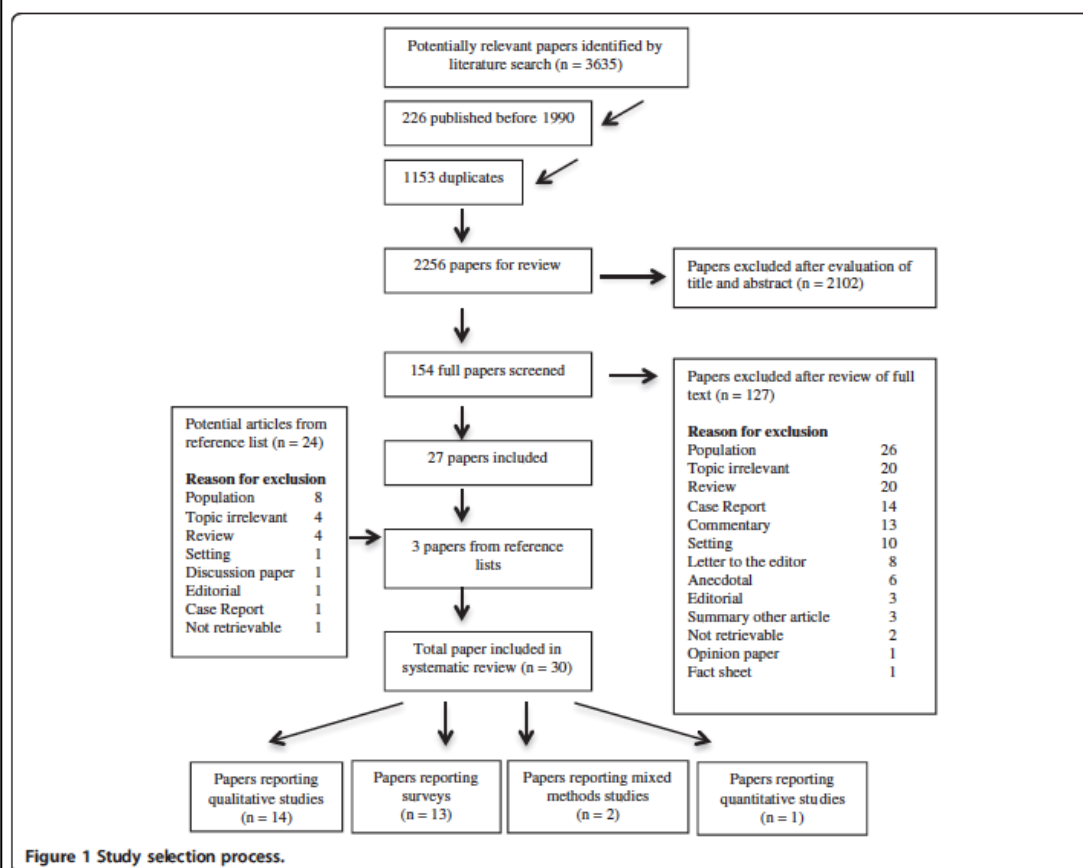 Potentially relevant papers identified by
literature search (n = 3635)
226 published before 1990
1153 duplicates
2256 papers for review
Papers excluded after evaluation of
title and abstract (n = 2102)
154 full papers screened
Papers excluded after review of full
text (n = 127)
Reason for exclusion
Population 26
Topic irrelevant 20
Review 20
Case Report 14
Commentary 13
Setting 10
Letter to the editor 8
Anecdotal 6
Editorial 3
Summary other article 3
Not retrievable 2
Opinion paper 1
Fact sheet 1
Potential articles from
reference list (n = 24)
Reason for exclusion
Population 8
Topic irrelevant 4
Review 4
Setting 1
Discussion paper 1
Editorial 1
Case Report 1
Not retrievable 1
27 papers included
3 papers from reference
lists
Total paper included in
systematic review (n = 30)
Papers reporting
qualitative studies
(n = 14)
Papers reporting
surveys
(n = 13)
Papers reporting mixed
methods studies
(n = 2)
Papers reporting
quantitative studies
(n = 1)
Figure 1 Study selection process.